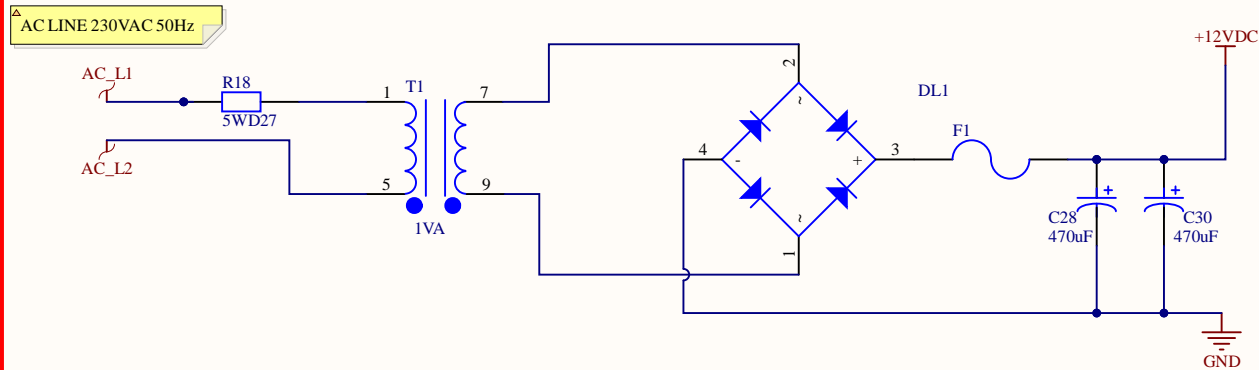 AC LINE 230VAC 50Hz
+12VDC
AC_L1
R18
T1
2
DL1
1
7
~
5WD27
F1
4
-
+
3
AC_L2
5
9
~
C28
470uF
C30
470uF
1VA
1
GND